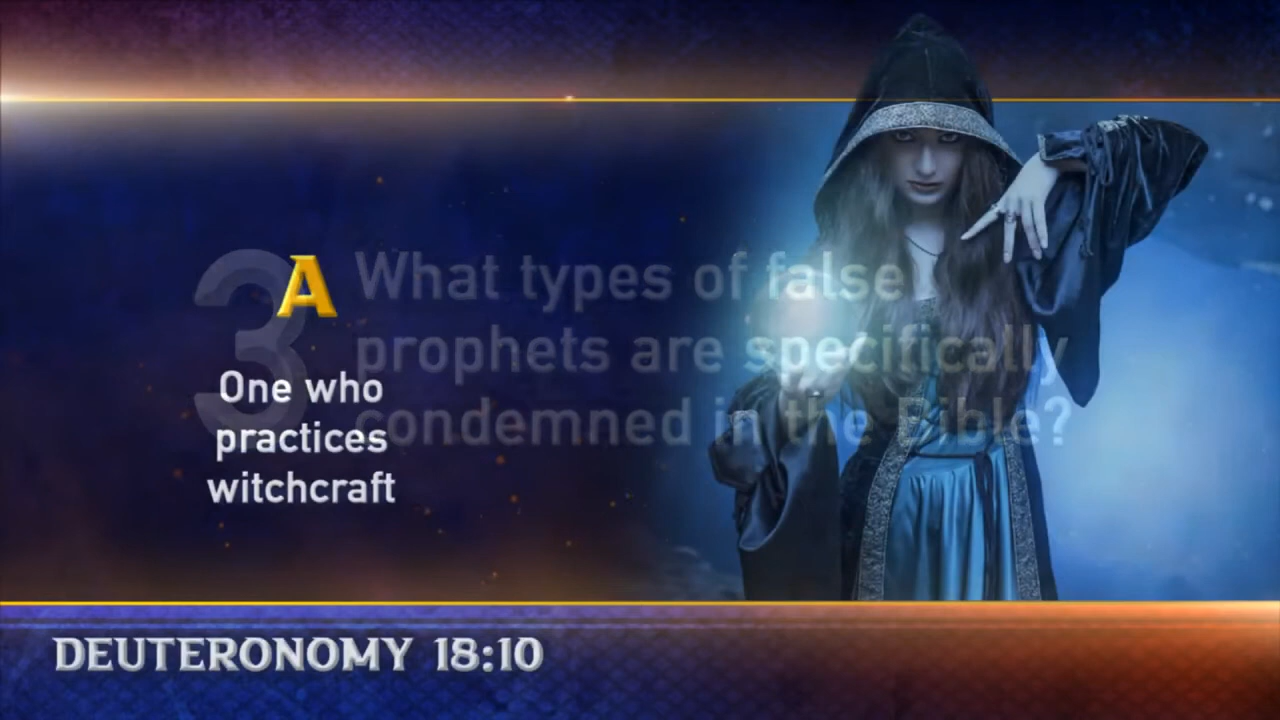 3 What types of false
prophets are specifically
condemned in the Bible?
A
One who
practices
witchcraft
DEUTERONOMY 18:10